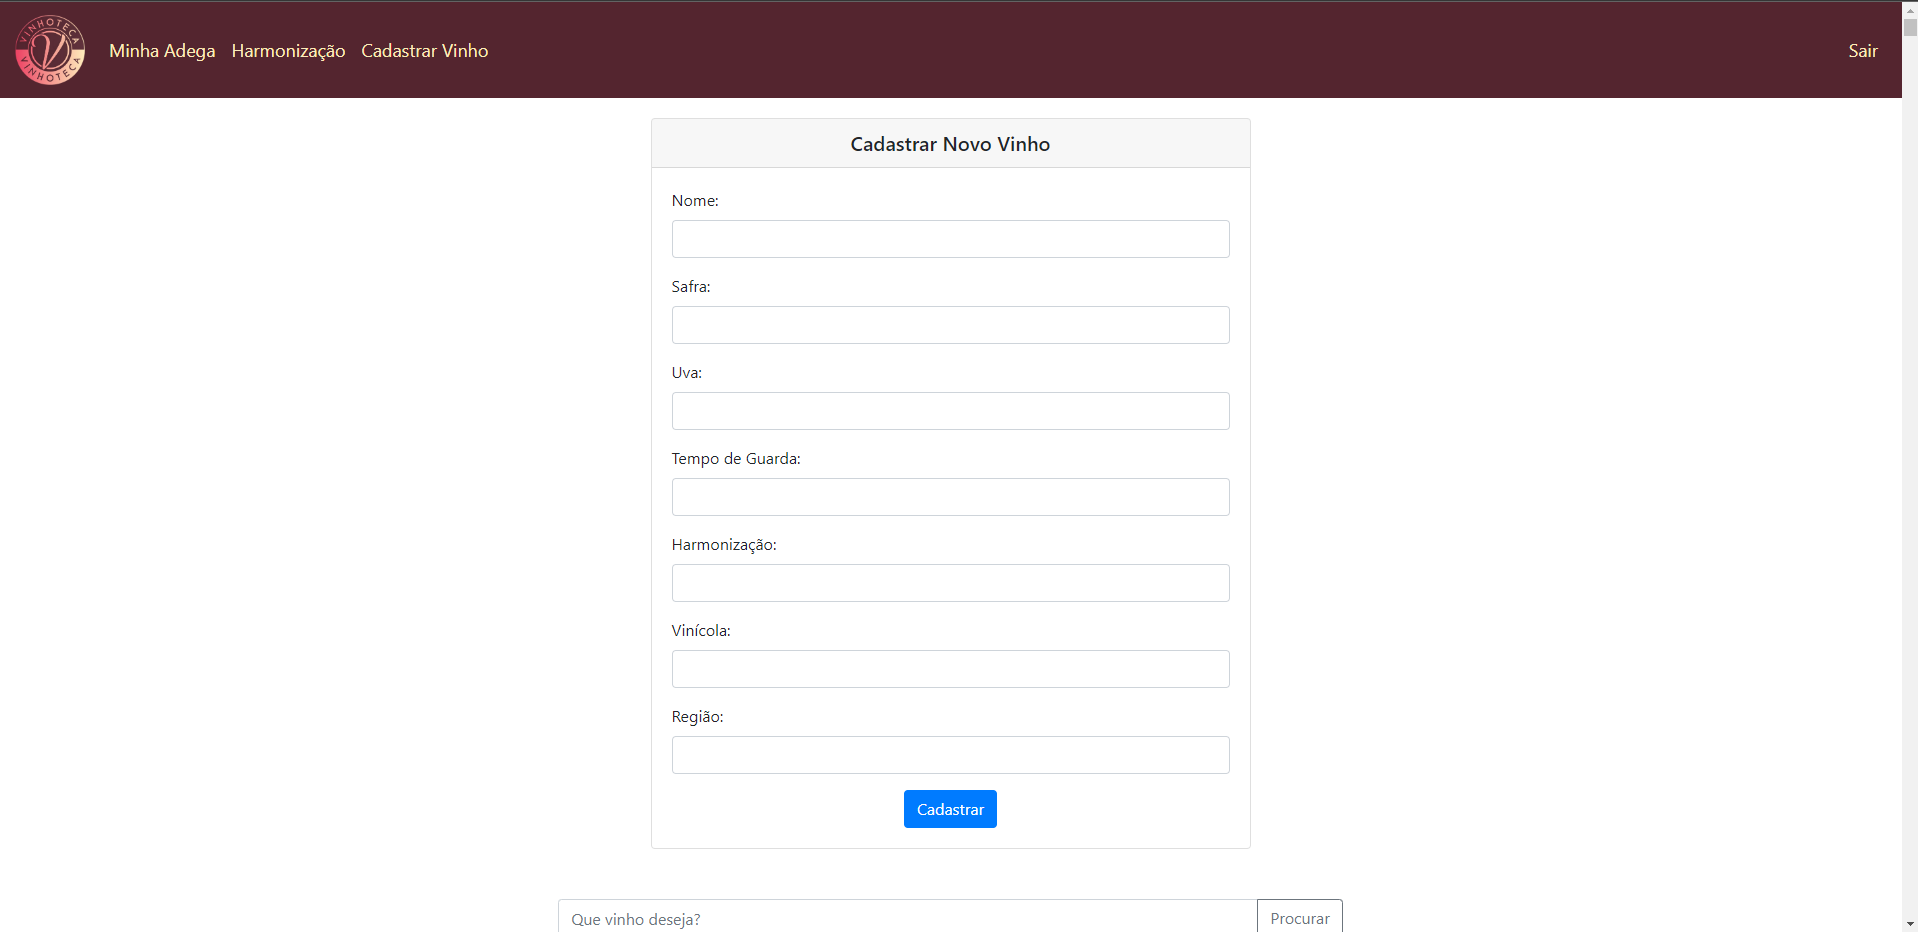 VINHOTECA
VINHOTECA
Minha Adega Harmonização Cadastrar Vinho Sair
Cadastrar Novo Vinho
Nome:
Safra:
Uva:
Tempo de Guarda:
Harmonização:
Vinícola:
Região:
Cadastrar
Que vinho deseja? Procurar